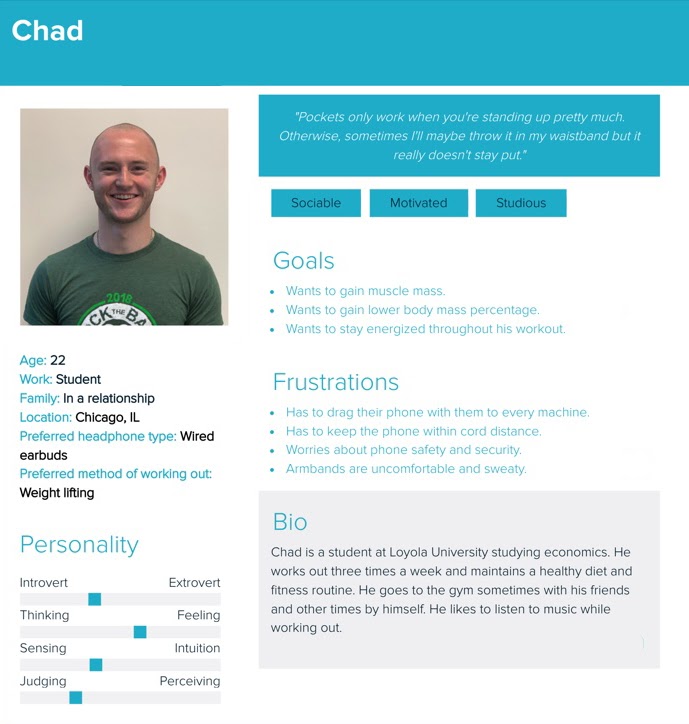 Chad
"Pockets only work when you're standing up pretty much.
Otherwise, sometimes I'll maybe throw it in my waistband but it
really doesn't stay put."
Sociable
Motivated
Studious
2018
CK THE BA
Age: 22
Work: Student
Family: In a relationship
Location: Chicago, IL
Preferred headphone type: Wired
earbuds
Preferred method of working out:
Weight lifting
Personality
Introvert Extrovert
Thinking Feeling
Sensing Intuition
Judging Perceiving
Goals
• Wants to gain muscle mass.
• Wants to gain lower body mass percentage.
• Wants to stay energized throughout his workout.
Frustrations
• Has to drag their phone with them to every machine.
• Has to keep the phone within cord distance.
• Worries about phone safety and security.
• Armbands are uncomfortable and sweaty.
Bio
Chad is a student at Loyola University studying economics. He
works out three times a week and maintains a healthy diet and
fitness routine. He goes to the gym sometimes with his friends
and other times by himself. He likes to listen to music while
working out.